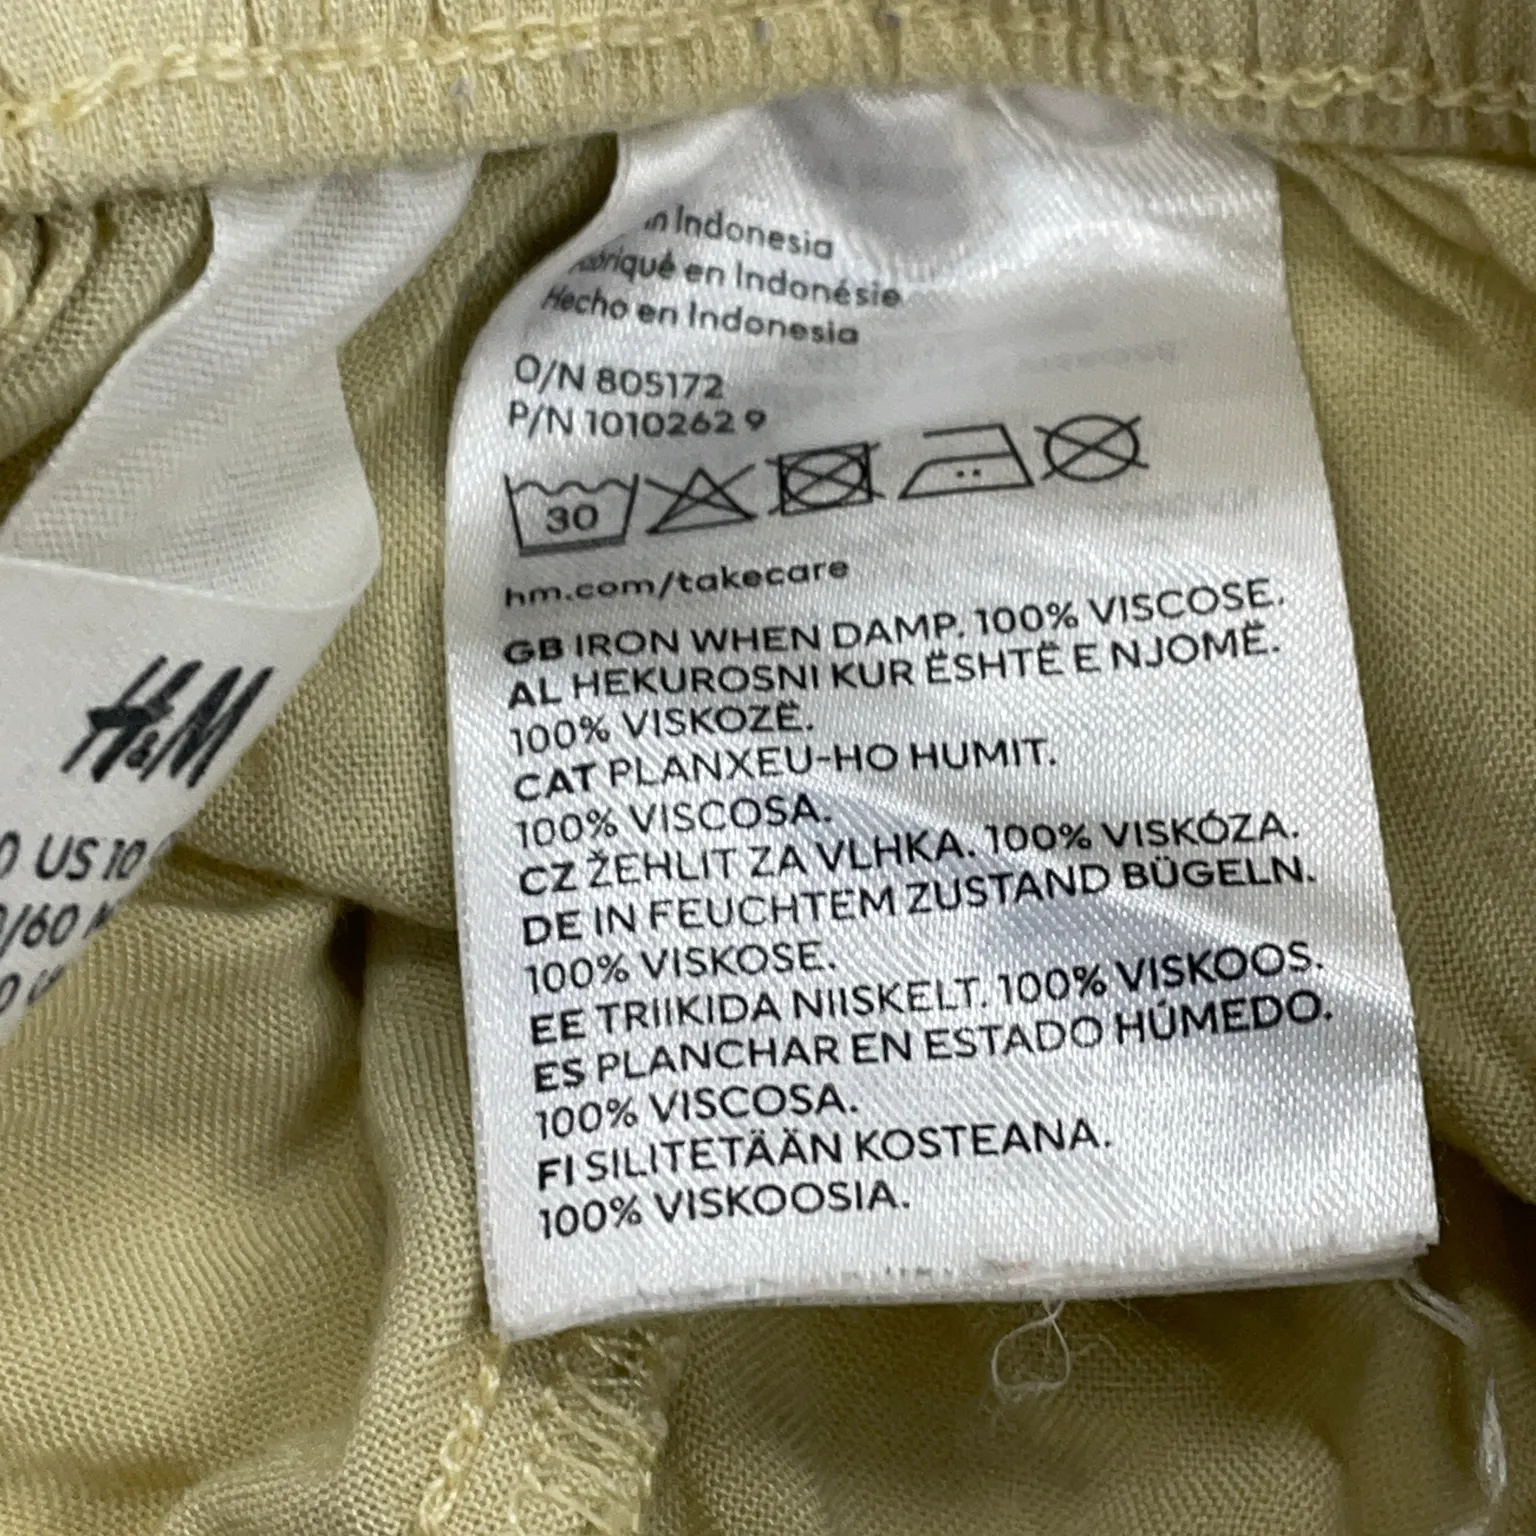 Indonesia
en Indonésie
Hecho en Indonesia
O/N 805172
P/N 1010262 9
30
hm.com/takecare
GB IRON WHEN DAMP. 100% VISCOSE.
AL HEKUROSNI KUR ËSHTË E NJOMË.
100% VISKOZË.
CAT PLANXEU-HO HUMIT.
100% VISCOSA.
CZ ŽEHLIT ZA VLHKA. 100% VISKÓZA.
DE IN FEUCHTEM ZUSTAND BÜGELN.
100% VISKOSE.
EE TRIIKIDA NIISKELT. 100% VISKOOS.
ES PLANCHAR EN ESTADO HÚMEDO.
100% VISCOSA.
FI SILITETÄÄN KOSTEANA.
100% VISKOOSIA.
H&M
US 10
/60